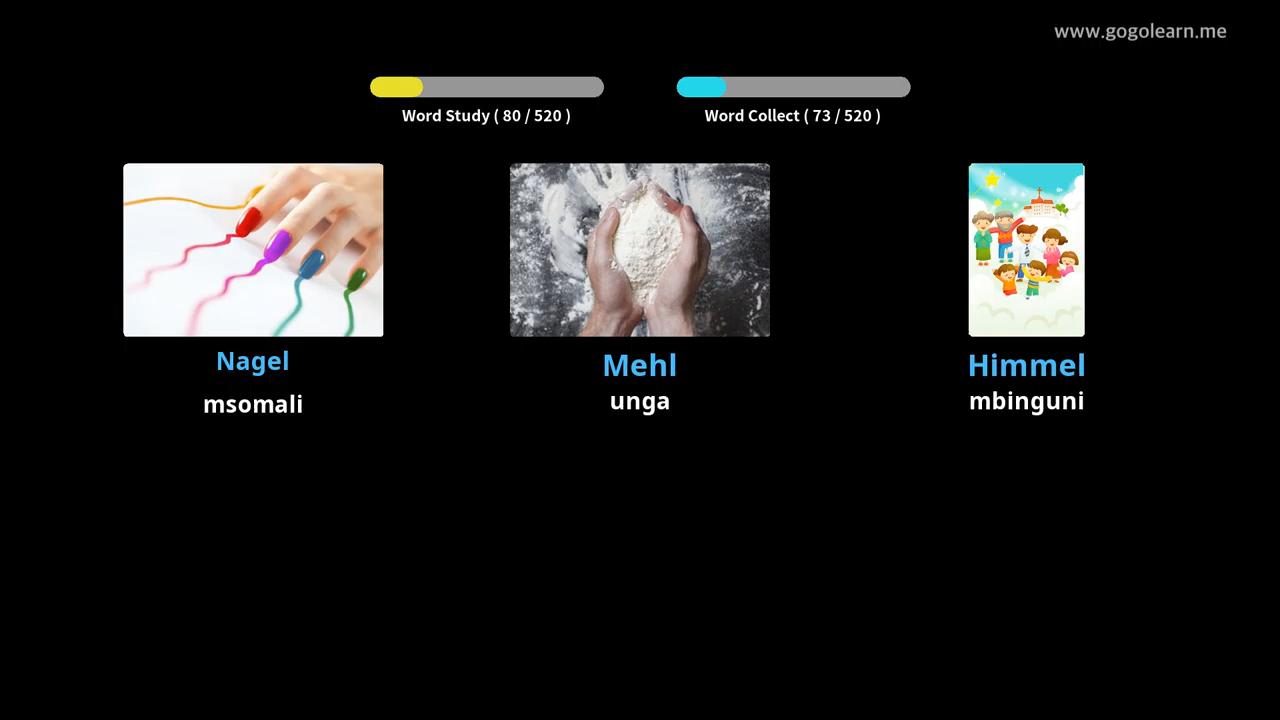 www.gogolearn.me
Word Study ( 80 / 520 )
Word Collect ( 73 / 520 )
Nagel
msomali
Mehl
unga
Himmel
mbinguni